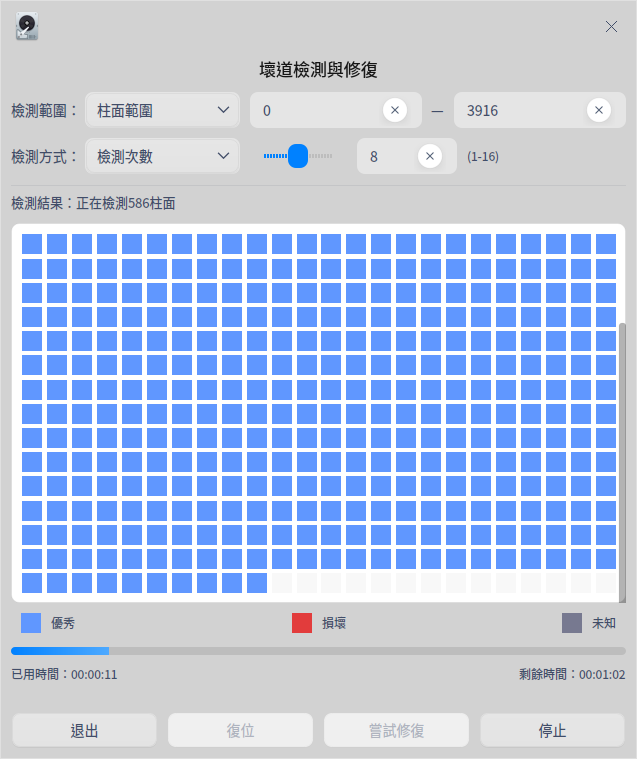 壞道檢測與修復
檢測範圍： 柱面範圍 0 — 3916
檢測方式： 檢測次數 8 (1-16)
檢測結果：正在檢測586柱面
優秀 損壞 未知
已用時間：00:00:11 剩餘時間：00:01:02
退出 復位 嘗試修復 停止